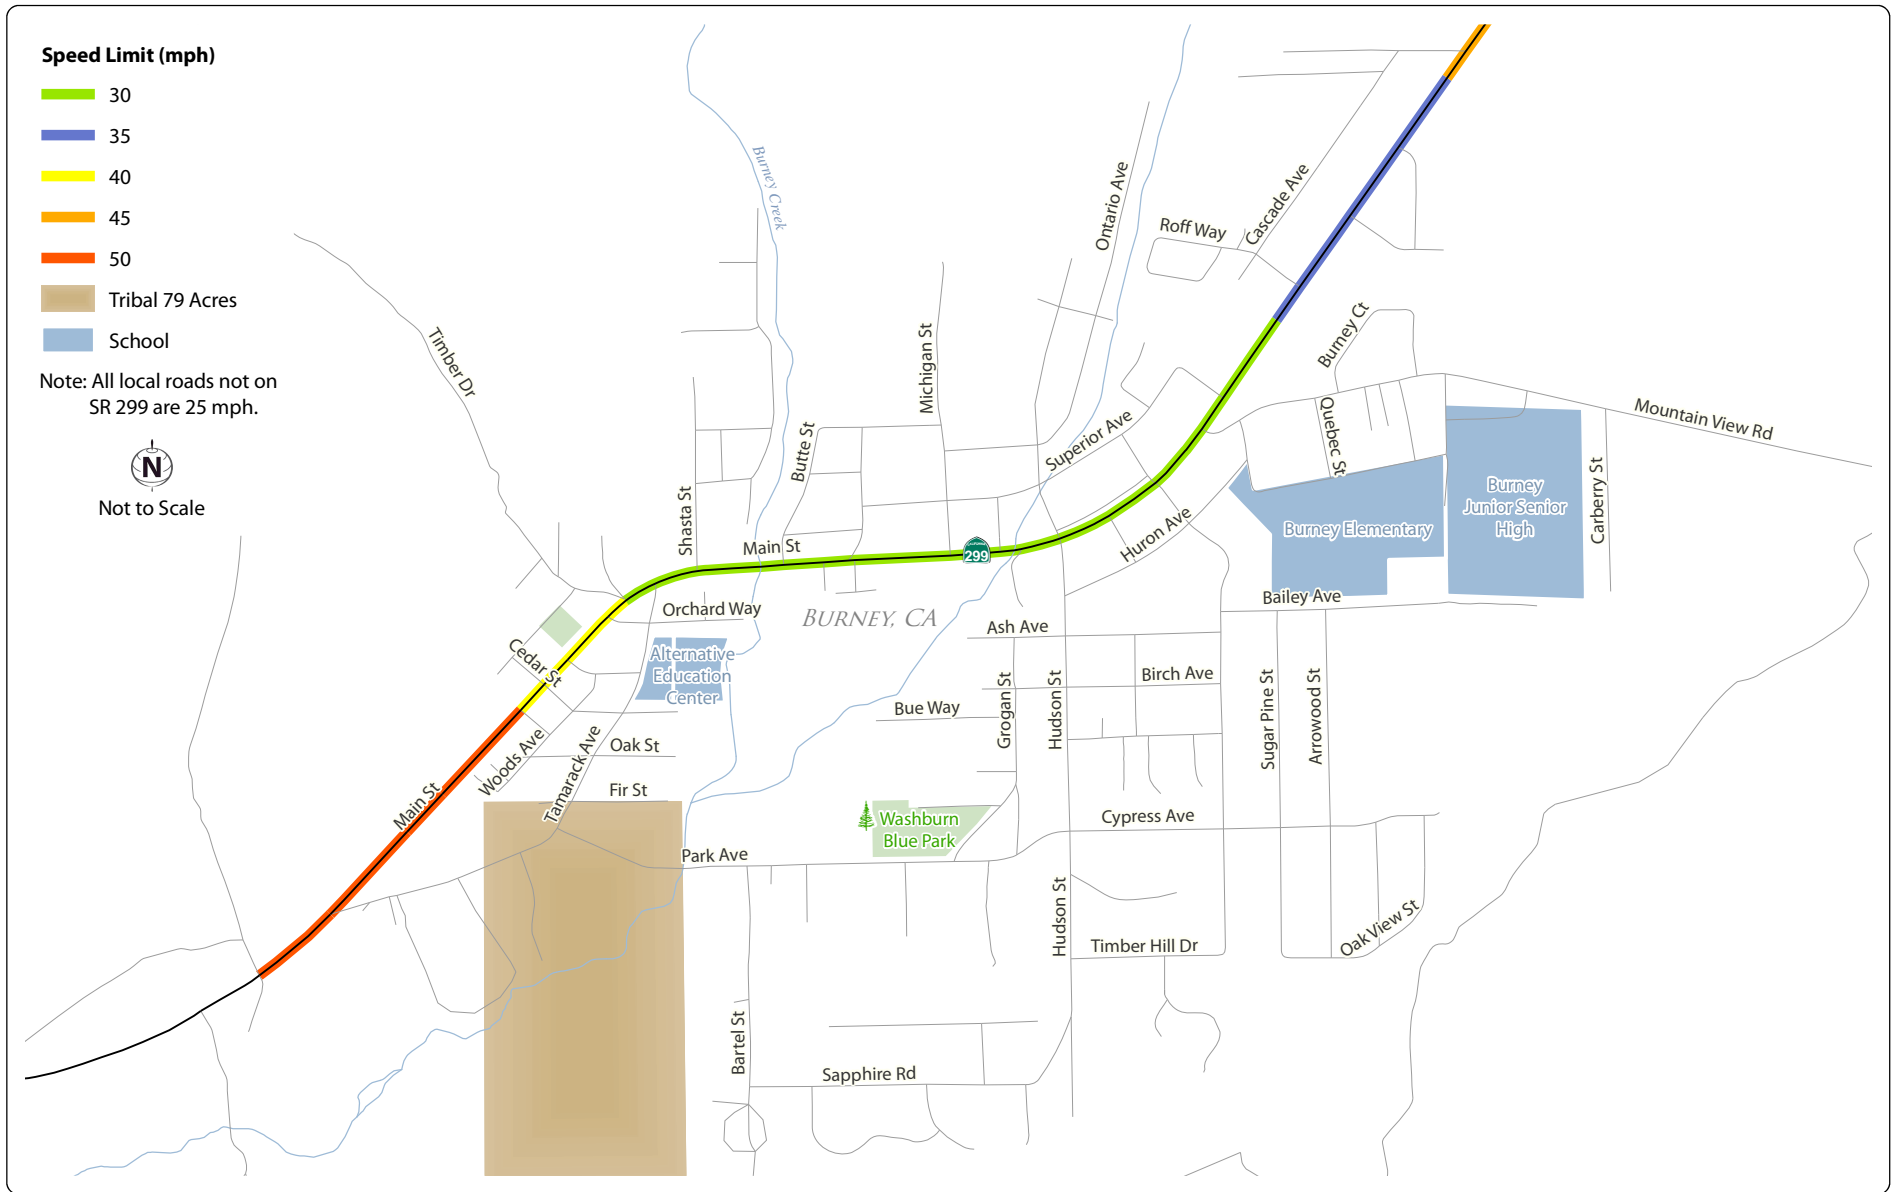 Speed Limit (mph)
30
35
40
45
50
Tribal 79 Acres
School
Note: All local roads not on
SR 299 are 25 mph.
N
Not to Scale
Burney Creek
Timber Dr
Michigan St
Ontario Ave
Roff Way
Cascade Ave
Burney Ct
Superior Ave
Butte St
Shasta St
Quebec St
Mountain View Rd
Carberry St
Burney
Junior Senior
High
Burney Elementary
Huron Ave
Main St
CALIFORNIA
299
Bailey Ave
BURNEY, CA
Orchard Way
Ash Ave
Cedar St
Alternative
Education
Center
Birch Ave
Grogan St
Hudson St
Sugar Pine St
Arrowood St
Bue Way
Woods Ave
Oak St
Tamarack Ave
Fir St
Main St
Washburn
Blue Park
Cypress Ave
Park Ave
Hudson St
Timber Hill Dr
Oak View St
Bartel St
Sapphire Rd